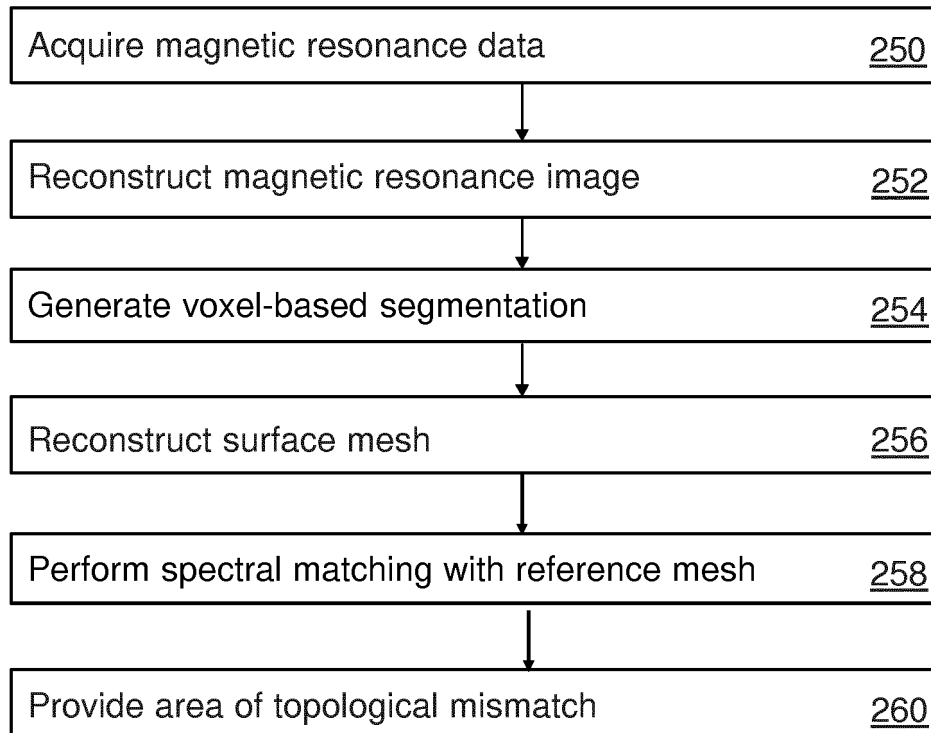 Acquire magnetic resonance data 250
Reconstruct magnetic resonance image 252
Generate voxel-based segmentation 254
Reconstruct surface mesh 256
Perform spectral matching with reference mesh 258
Provide area of topological mismatch 260